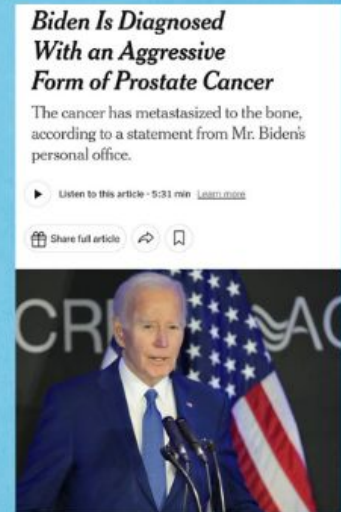 Biden Is Diagnosed
With an Aggressive
Form of Prostate Cancer
The cancer has metastasized to the bone,
according to a statement from Mr. Biden's
personal office.
Listen to this article · 5:31 min Learn more
Share full article
CR
AC